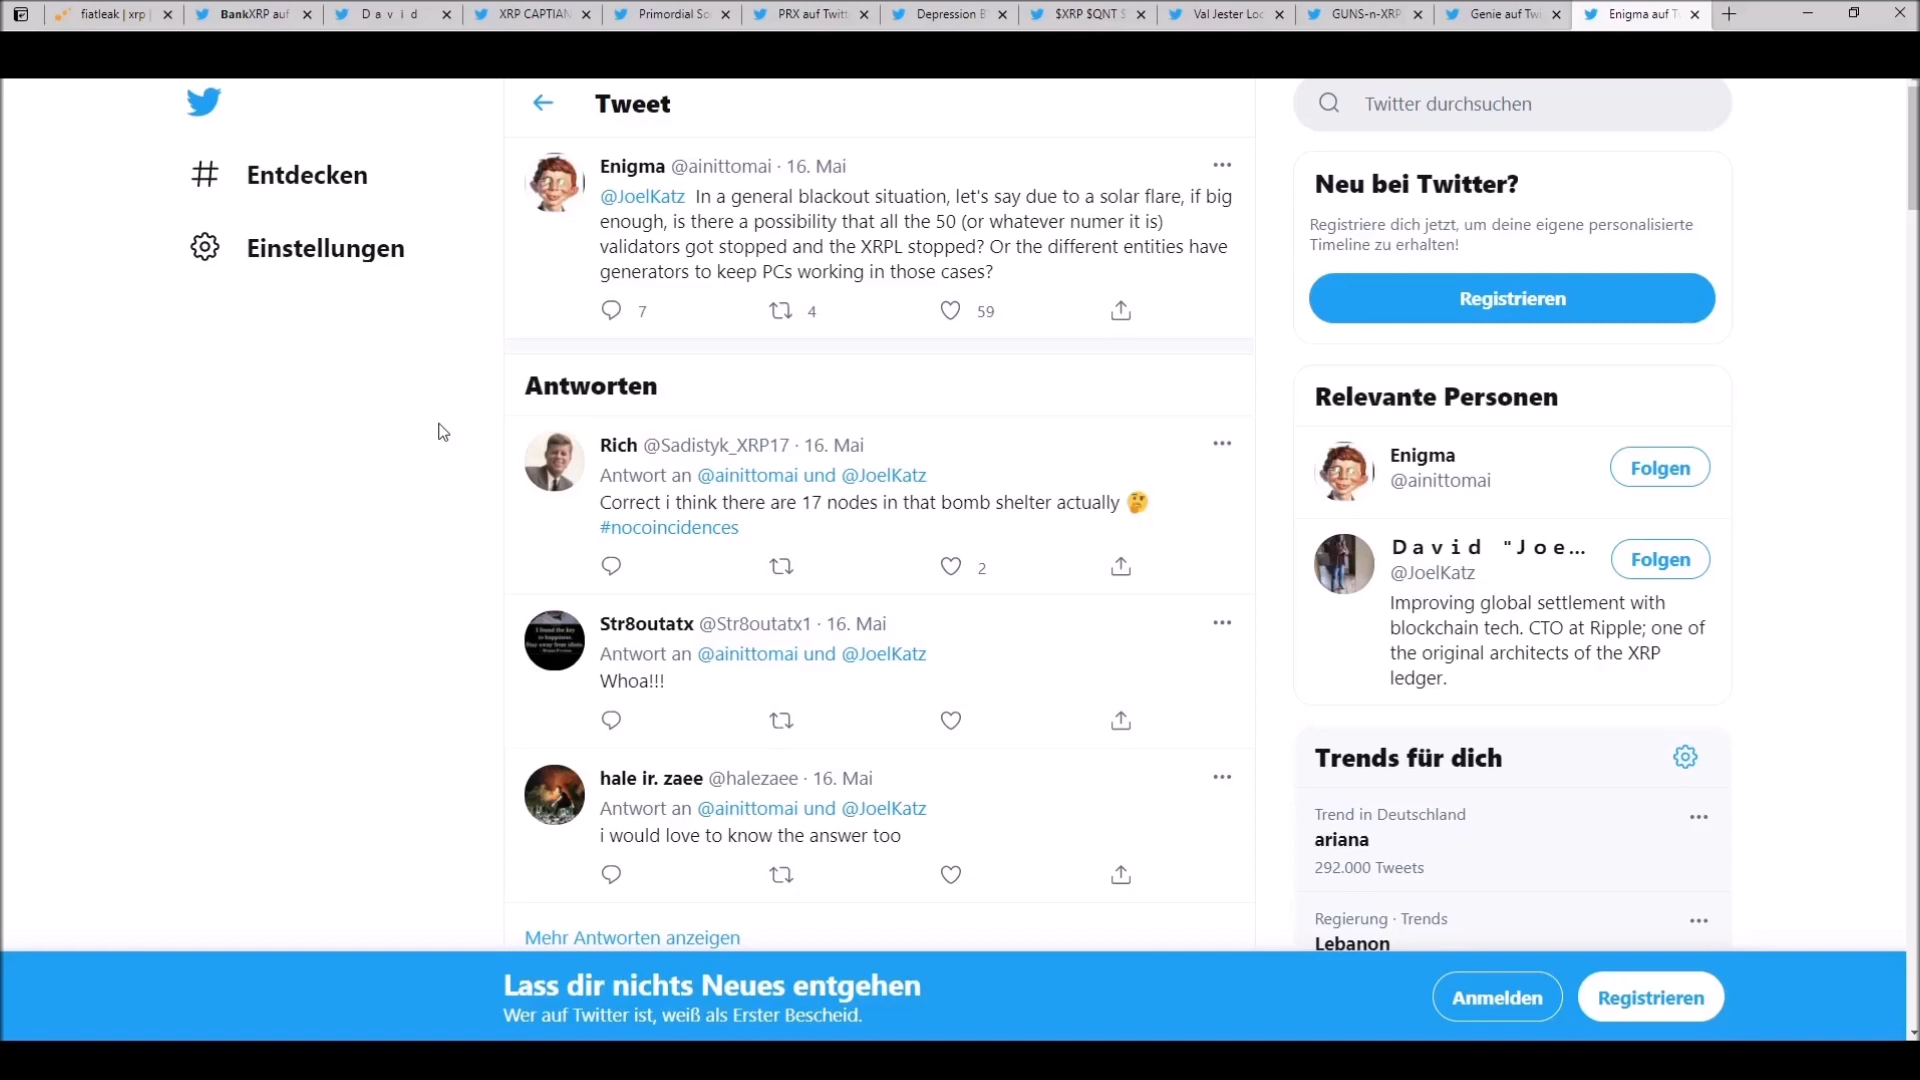 fiatleak | xrp
BankXRP auf
D a v i d
XRP CAPTIAN
Primordial So
PRX auf Twitt
Depression B
$XRP $QNT $
Val Jester Loc
GUNS-n-XRP
Genie auf Twi
Enigma auf T
Tweet
Twitter durchsuchen
Entdecken
Einstellungen
Enigma @ainittomai · 16. Mai
@JoelKatz In a general blackout situation, let's say due to a solar flare, if big
enough, is there a possibility that all the 50 (or whatever numer it is)
validators got stopped and the XRPL stopped? Or the different entities have
generators to keep PCs working in those cases?
7 4 59
Antworten
Rich @Sadistyk_XRP17 · 16. Mai
Antwort an @ainittomai und @JoelKatz
Correct i think there are 17 nodes in that bomb shelter actually 🤔
#nocoincidences
2
Str8outatx @Str8outatx1 · 16. Mai
Antwort an @ainittomai und @JoelKatz
Whoa!!!
hale ir. zaee @halezaee · 16. Mai
Antwort an @ainittomai und @JoelKatz
i would love to know the answer too
Mehr Antworten anzeigen
Neu bei Twitter?
Registriere dich jetzt, um deine eigene personalisierte
Timeline zu erhalten!
Registrieren
Relevante Personen
Enigma
@ainittomai
Folgen
D a v i d "J o e...
@JoelKatz
Folgen
Improving global settlement with
blockchain tech. CTO at Ripple; one of
the original architects of the XRP
ledger.
Trends für dich
Trend in Deutschland
ariana
292.000 Tweets
Regierung · Trends
Lebanon
Lass dir nichts Neues entgehen
Wer auf Twitter ist, weiß als Erster Bescheid.
Anmelden
Registrieren